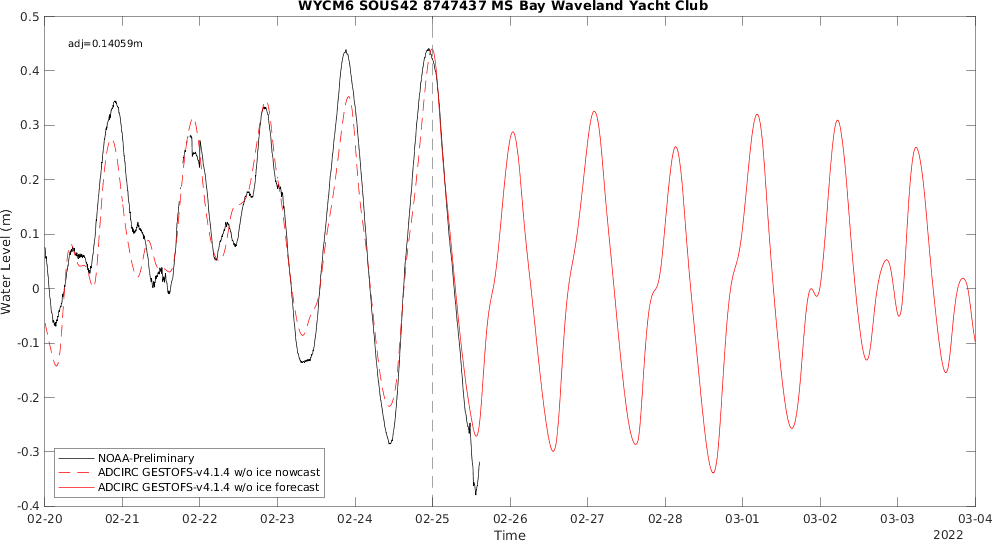 WYCM6 SOUS42 8747437 MS Bay Waveland Yacht Club
adj=0.14059m
Water Level (m)
0.5
0.4
0.3
0.2
0.1
0
-0.1
-0.2
-0.3
-0.4
NOAA-Preliminary
ADCIRC GESTOFS-v4.1.4 w/o ice nowcast
ADCIRC GESTOFS-v4.1.4 w/o ice forecast
02-20 02-21 02-22 02-23 02-24 02-25 02-26 02-27 02-28 03-01 03-02 03-03 03-04
Time
2022